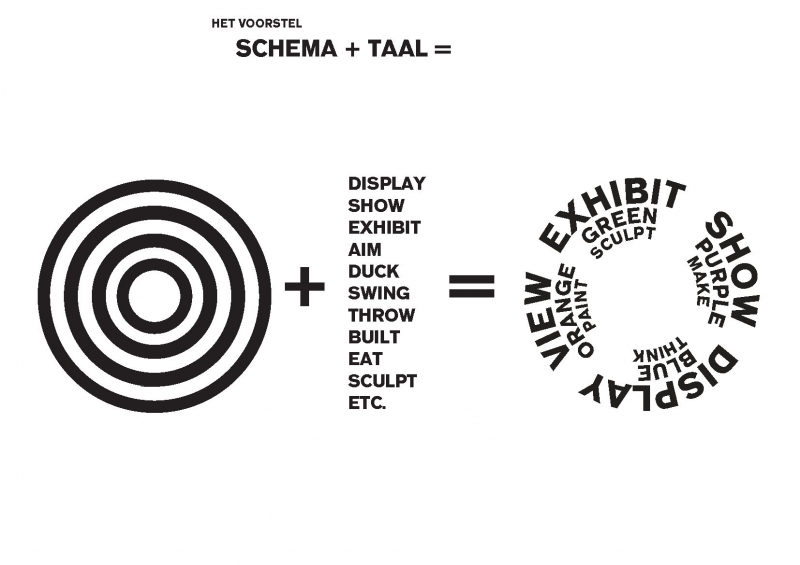 HET VOORSTEL
SCHEMA + TAAL =
DISPLAY
SHOW
EXHIBIT
AIM
DUCK
SWING
THROW
BUILT
EAT
SCULPT
ETC.
+
=
EXHIBIT
GREEN
SCULPT
SHOW
PURPLE
MAKE
DISPLAY
BLUE
THINK
VIEW
ORANGE
PAINT